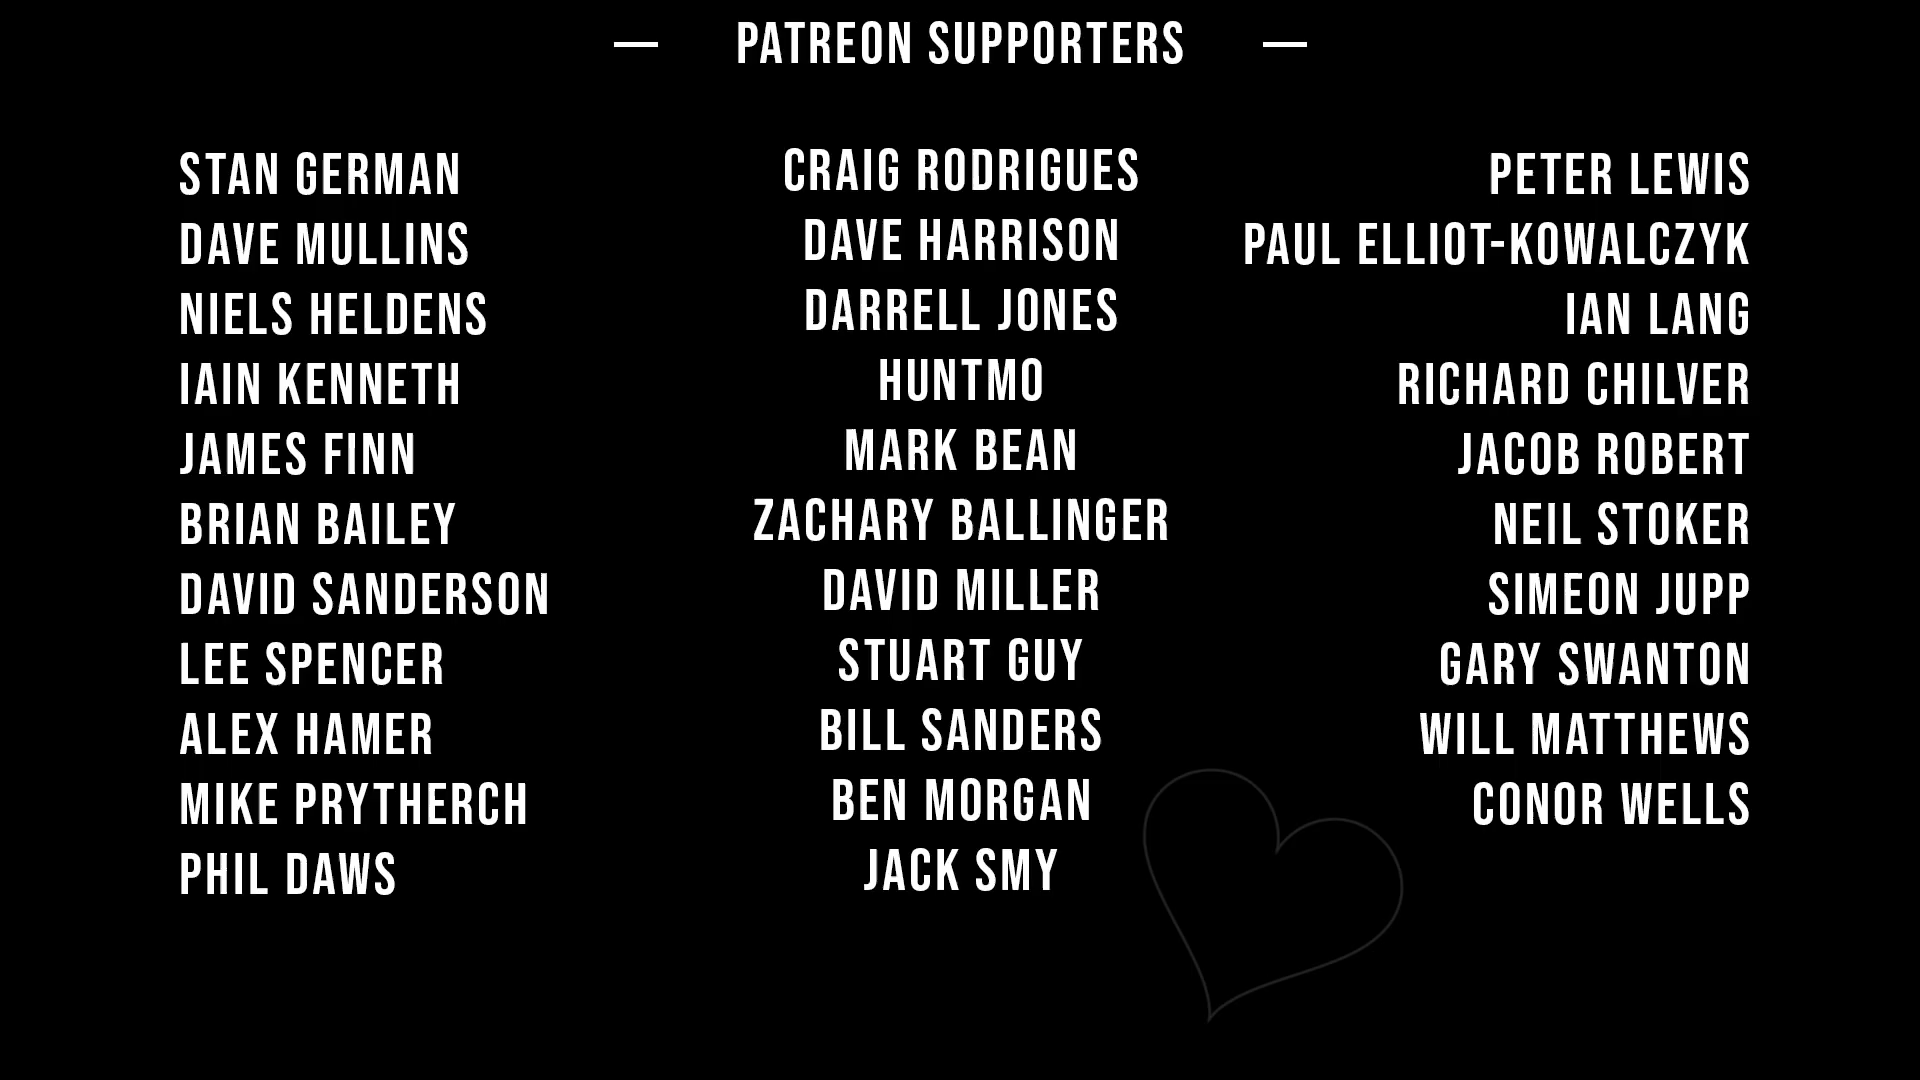 — PATREON SUPPORTERS —
STAN GERMAN
DAVE MULLINS
NIELS HELDENS
IAIN KENNETH
JAMES FINN
BRIAN BAILEY
DAVID SANDERSON
LEE SPENCER
ALEX HAMER
MIKE PRYTHERCH
PHIL DAWS
CRAIG RODRIGUES
DAVE HARRISON
DARRELL JONES
HUNTMO
MARK BEAN
ZACHARY BALLINGER
DAVID MILLER
STUART GUY
BILL SANDERS
BEN MORGAN
JACK SMY
PETER LEWIS
PAUL ELLIOT-KOWALCZYK
IAN LANG
RICHARD CHILVER
JACOB ROBERT
NEIL STOKER
SIMEON JUPP
GARY SWANTON
WILL MATTHEWS
CONOR WELLS